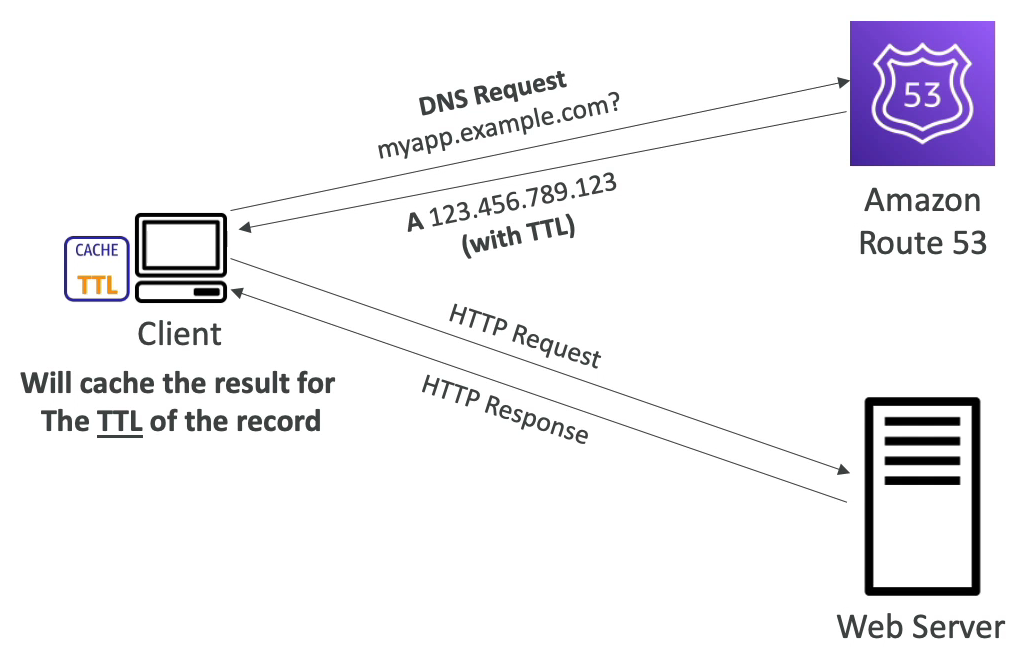 DNS Request
myapp.example.com?
53
Amazon
Route 53
A 123.456.789.123
(with TTL)
CACHE
TTL
Client
Will cache the result for
The TTL of the record
HTTP Request
HTTP Response
Web Server